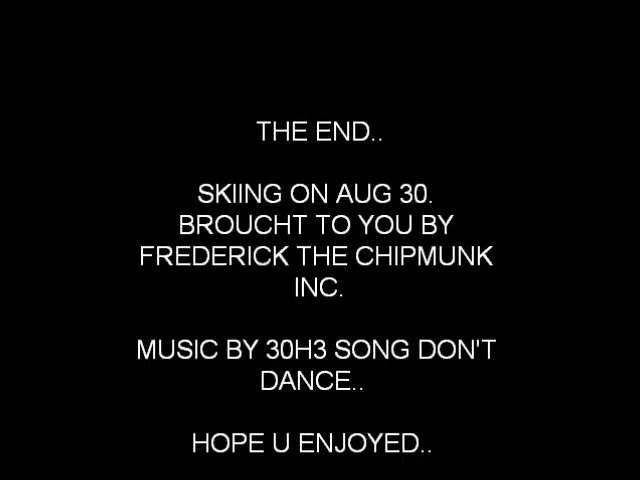 THE END..
SKIING ON AUG 30.
BROUCHT TO YOU BY
FREDERICK THE CHIPMUNK
INC.
MUSIC BY 30H3 SONG DON'T
DANCE..
HOPE U ENJOYED..